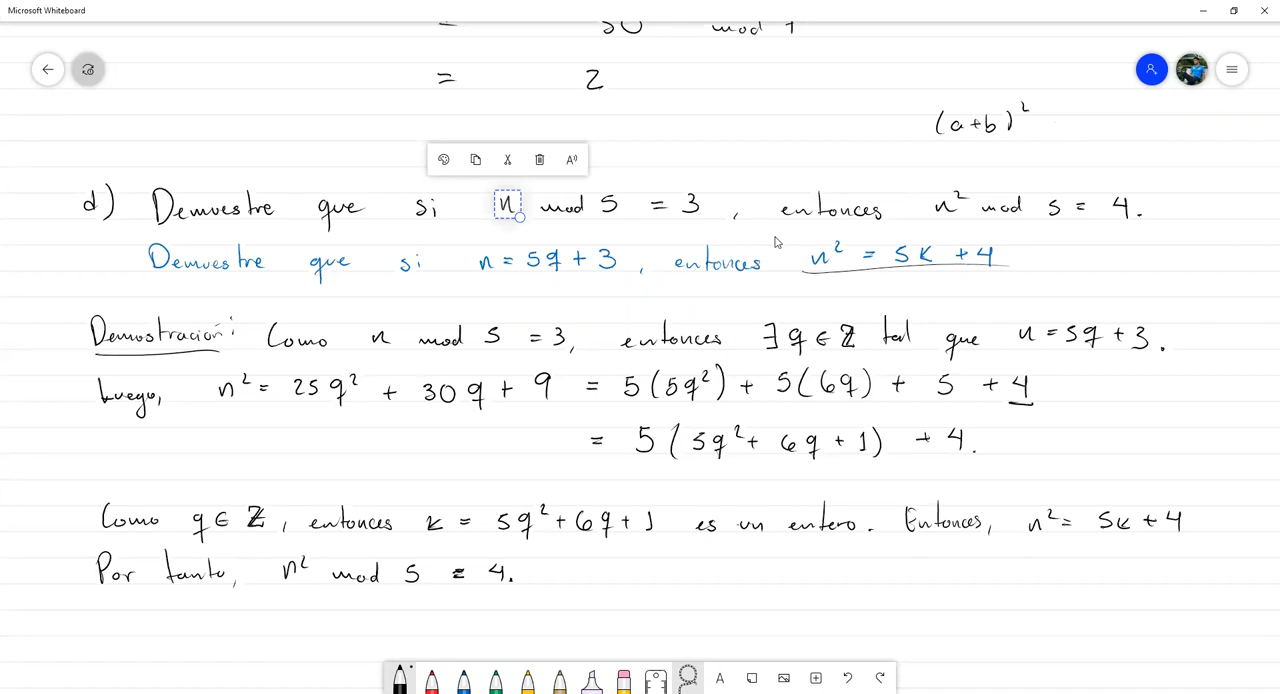 Microsoft Whiteboard
= 30 mod 7
= 2
(a+b)²
d) Demuestre que si n mod 5 = 3, entonces n² mod 5 = 4.
Demuestre que si n = 5q + 3, entonces n² = 5k + 4
Demostración: Como n mod 5 = 3, entonces ∃ q ∈ ℤ tal que n = 5q + 3.
Luego, n² = 25q² + 30q + 9 = 5(5q²) + 5(6q) + 5 + 4
= 5(5q² + 6q + 1) + 4.
Como q ∈ ℤ, entonces k = 5q² + 6q + 1 es un entero. Entonces, n² = 5k + 4
Por tanto, n² mod 5 = 4.